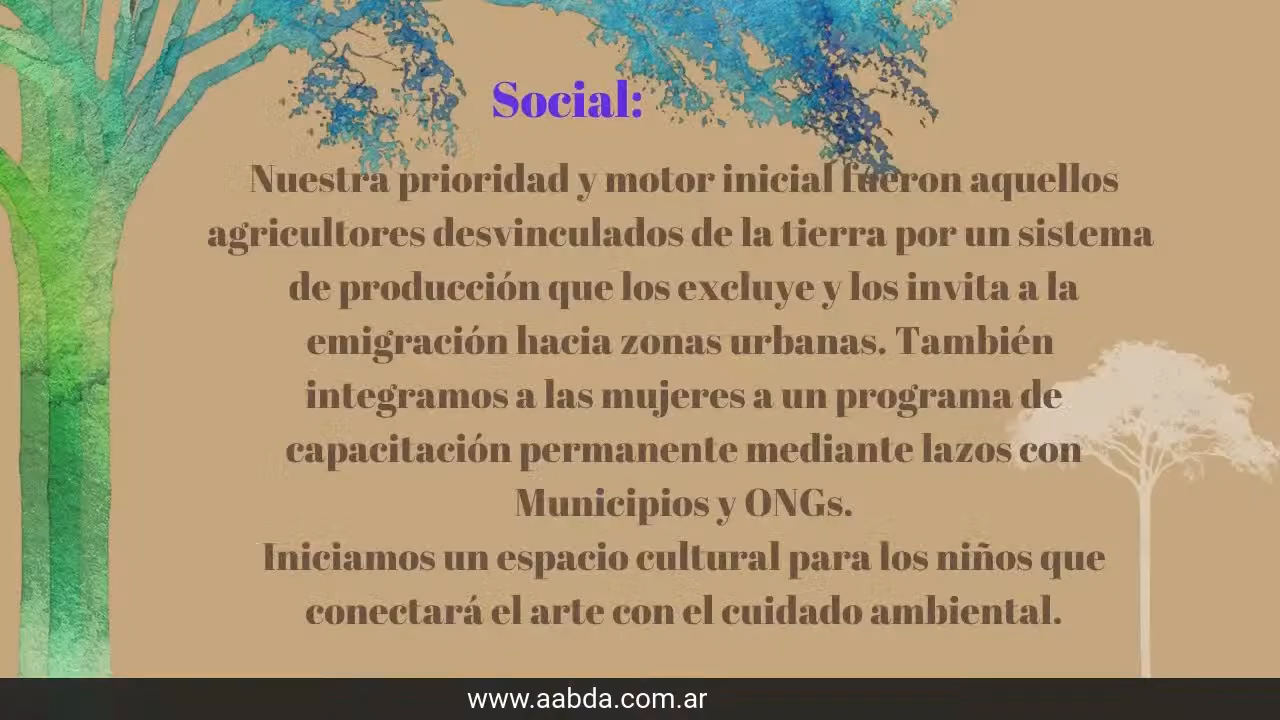 Social:
Nuestra prioridad y motor inicial fueron aquellos
agricultores desvinculados de la tierra por un sistema
de producción que los excluye y los invita a la
emigración hacia zonas urbanas. También
integramos a las mujeres a un programa de
capacitación permanente mediante lazos con
Municipios y ONGs.
Iniciamos un espacio cultural para los niños que
conectará el arte con el cuidado ambiental.
www.aabda.com.ar